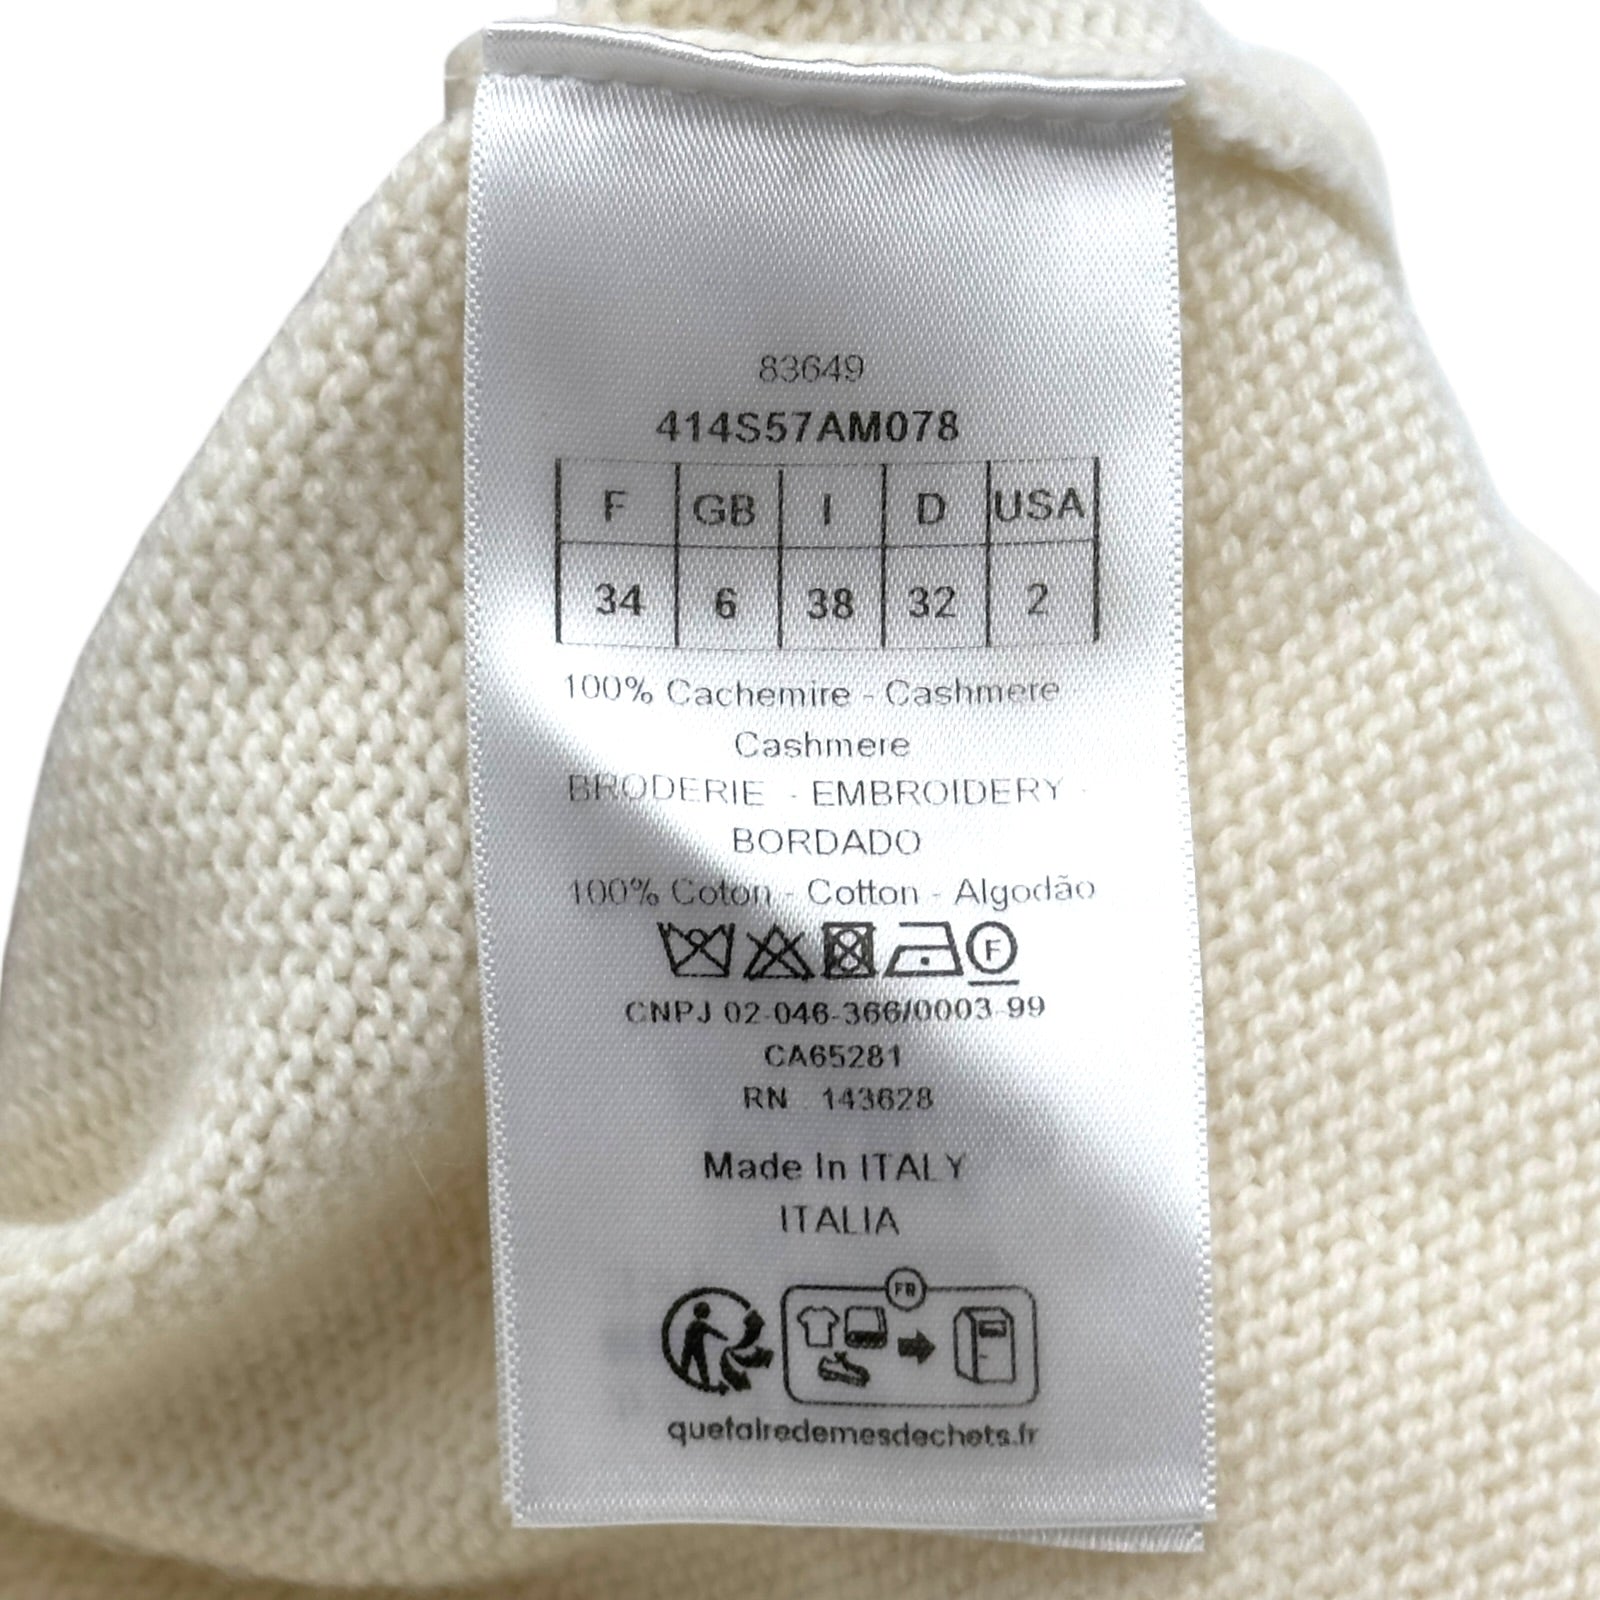 83649
414S57AM078
F GB I D USA
34 6 38 32 2
100% Cachemire - Cashmere
Cashmere
BRODERIE - EMBROIDERY -
BORDADO
100% Coton - Cotton - Algodão
F
CNPJ 02-046-366/0003-99
CA65281
RN 143628
Made In ITALY
ITALIA
FR
quefairedemesdechets.fr